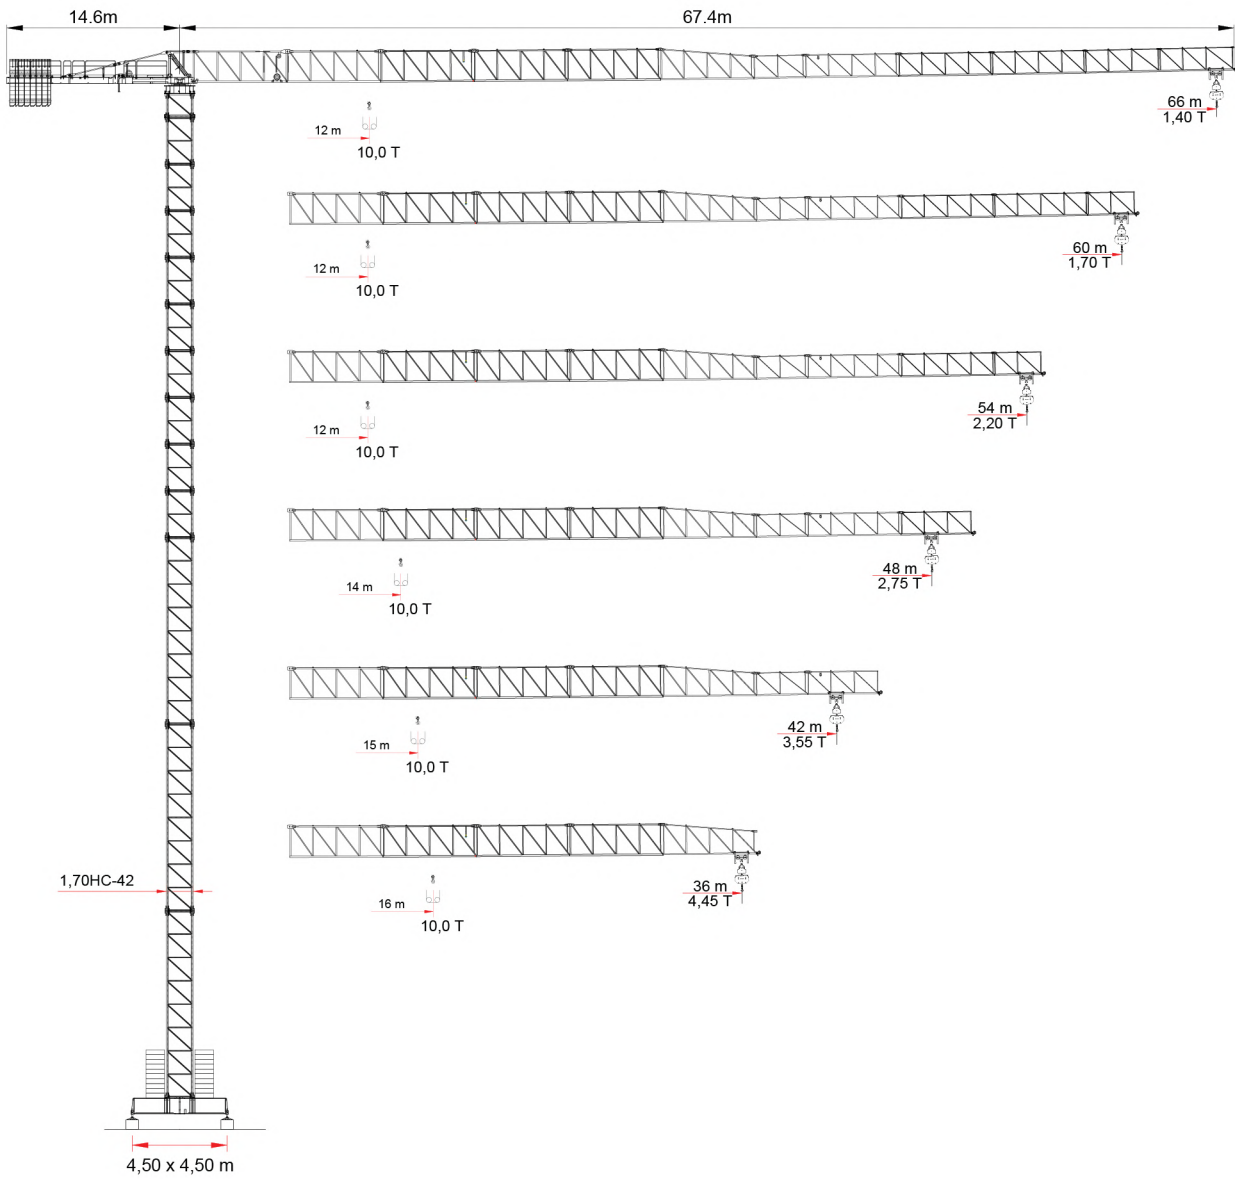 14.6m
67.4m
66 m
1,40 T
12 m
10,0 T
60 m
1,70 T
12 m
10,0 T
54 m
2,20 T
12 m
10,0 T
48 m
2,75 T
14 m
10,0 T
42 m
3,55 T
15 m
10,0 T
1,70HC-42
36 m
4,45 T
16 m
10,0 T
4,50 x 4,50 m